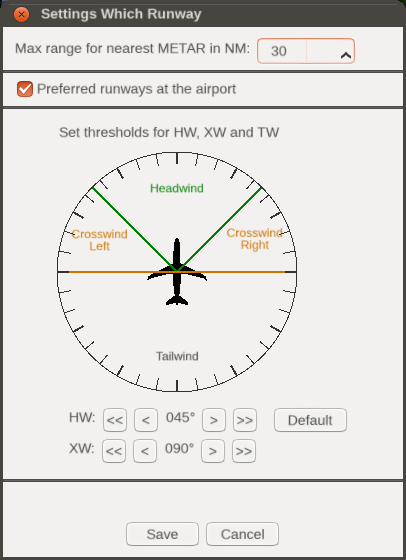 Settings Which Runway
Max range for nearest METAR in NM: 30
Preferred runways at the airport
Set thresholds for HW, XW and TW
Headwind
Crosswind
Left
Crosswind
Right
Tailwind
HW: << < 045° > >> Default
XW: << < 090° > >>
Save Cancel